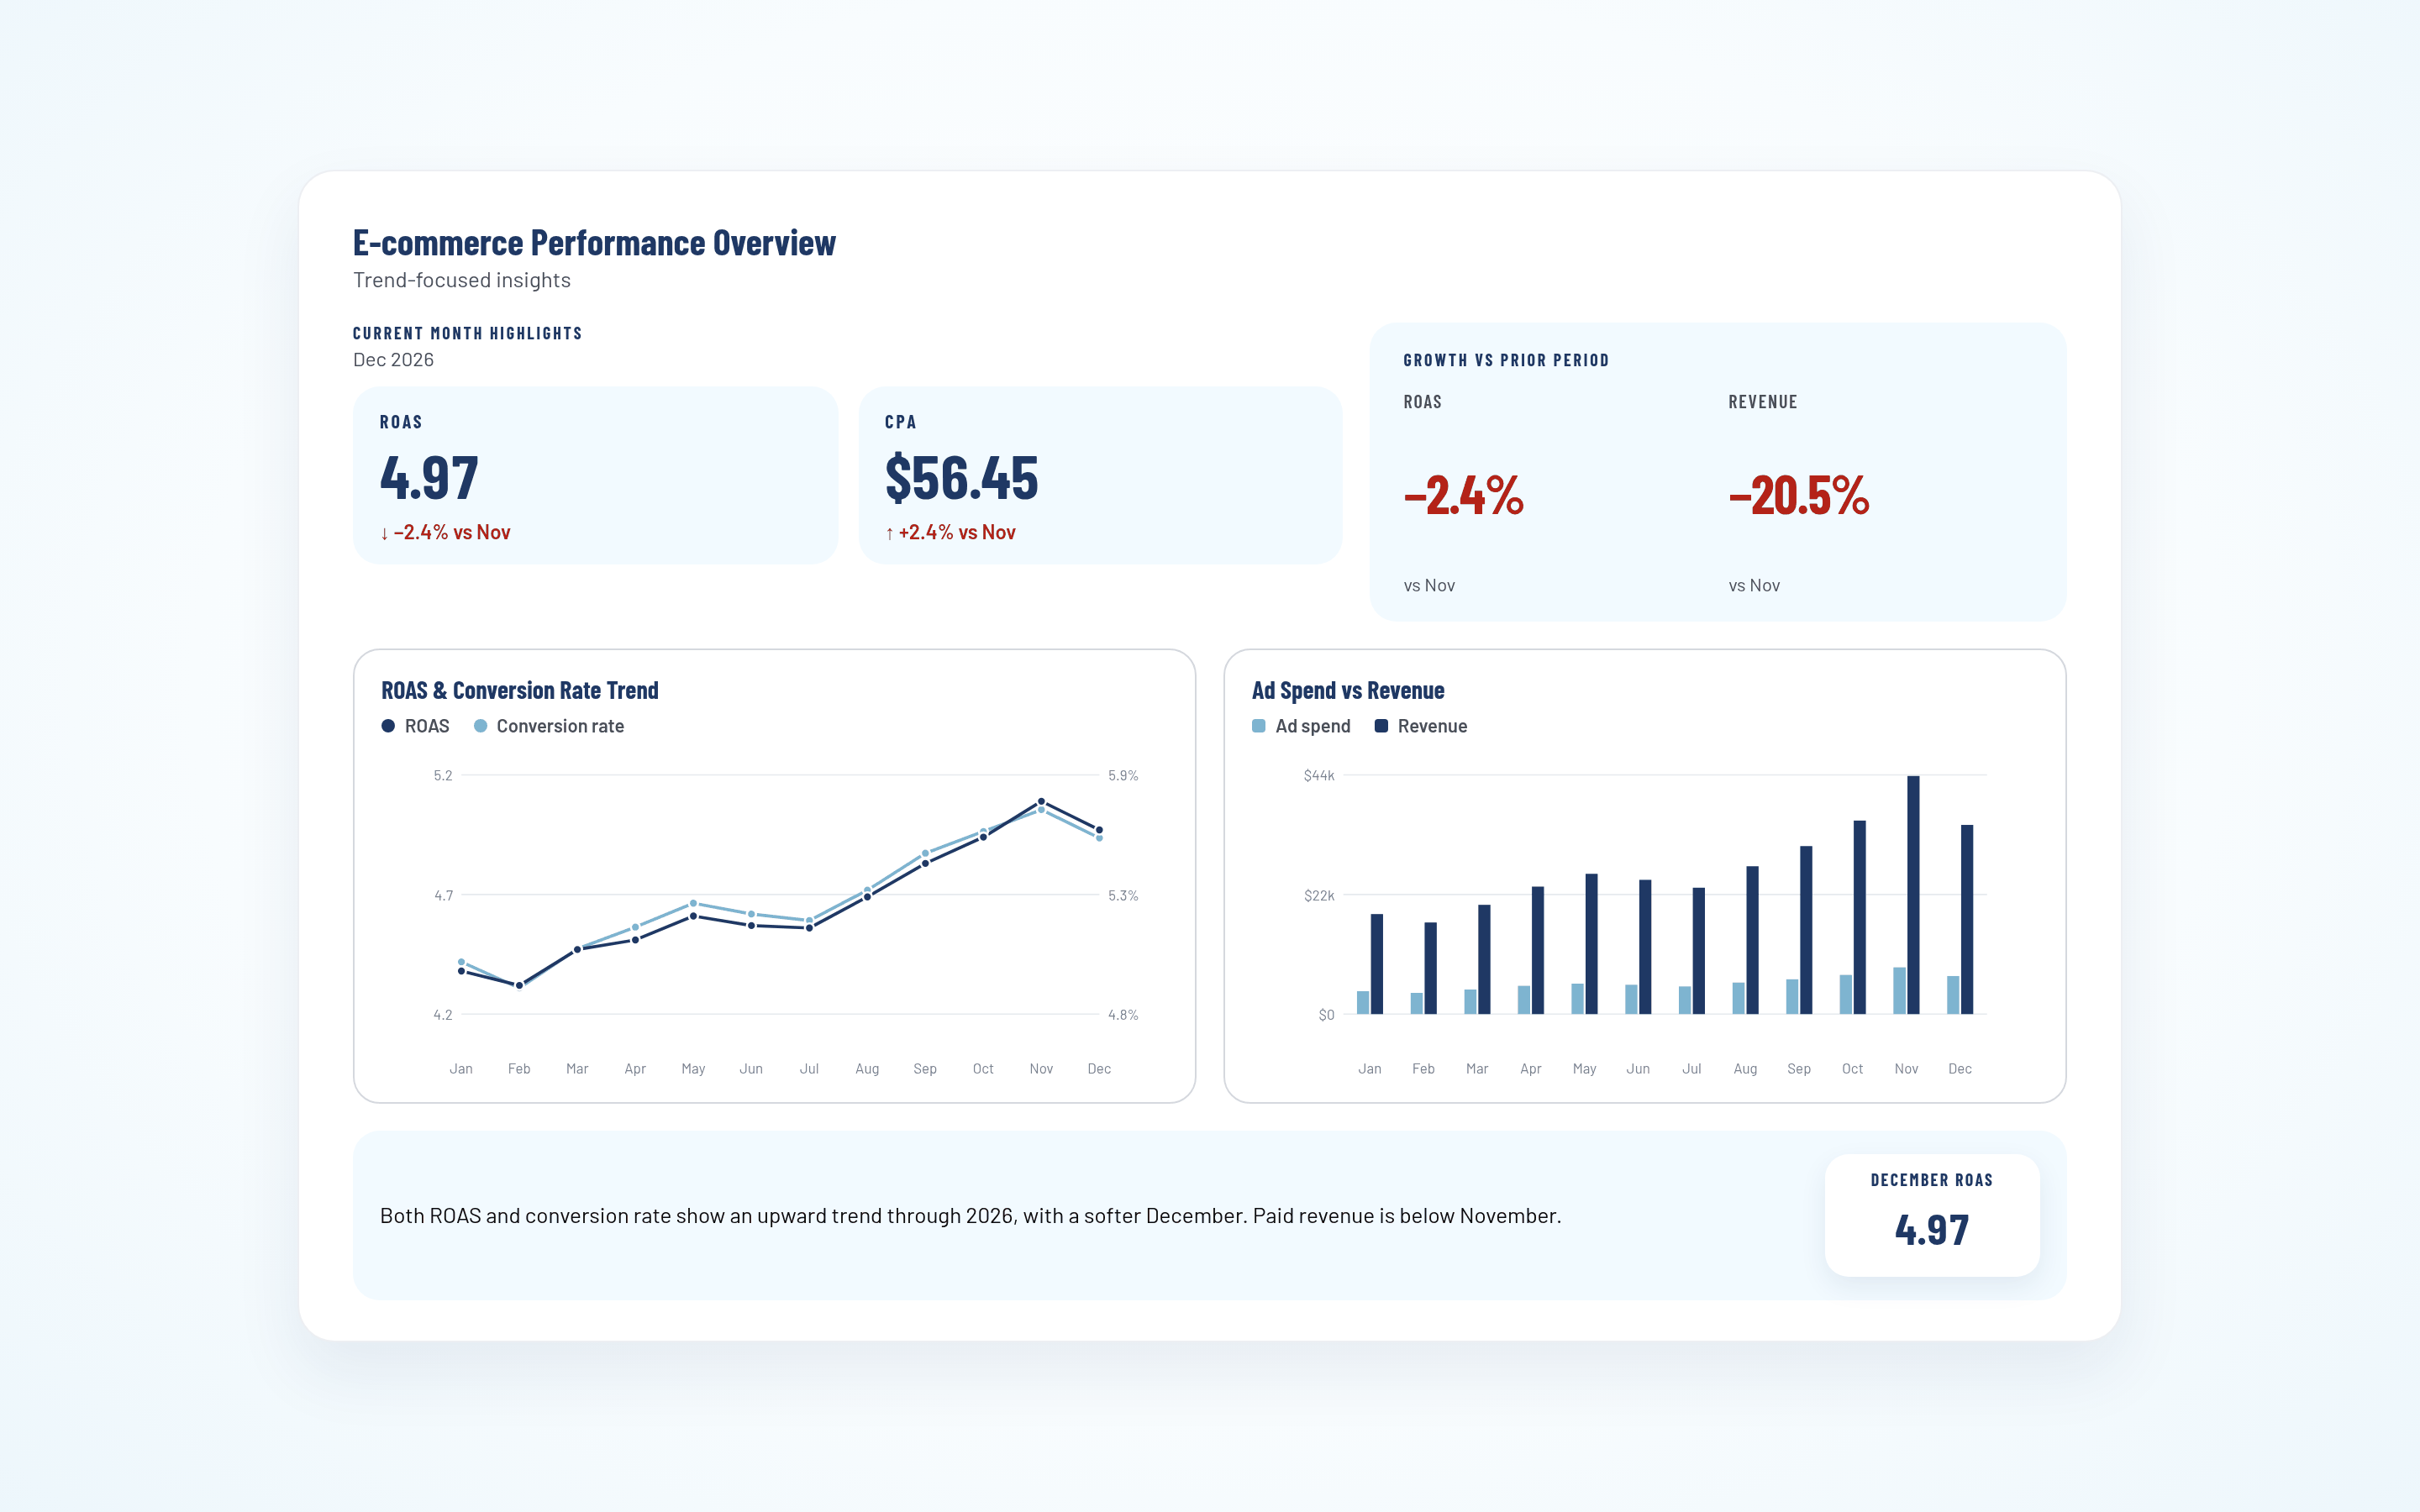 E-commerce Performance Overview
Trend-focused insights
CURRENT MONTH HIGHLIGHTS
Dec 2026
ROAS
4.97
↓ −2.4% vs Nov
CPA
$56.45
↑ +2.4% vs Nov
GROWTH VS PRIOR PERIOD
ROAS
−2.4%
vs Nov
REVENUE
−20.5%
vs Nov
ROAS & Conversion Rate Trend
ROAS Conversion rate
5.2 5.9%
4.7 5.3%
4.2 4.8%
Jan Feb Mar Apr May Jun Jul Aug Sep Oct Nov Dec
Ad Spend vs Revenue
Ad spend Revenue
$44k
$22k
$0
Jan Feb Mar Apr May Jun Jul Aug Sep Oct Nov Dec
Both ROAS and conversion rate show an upward trend through 2026, with a softer December. Paid revenue is below November.
DECEMBER ROAS
4.97